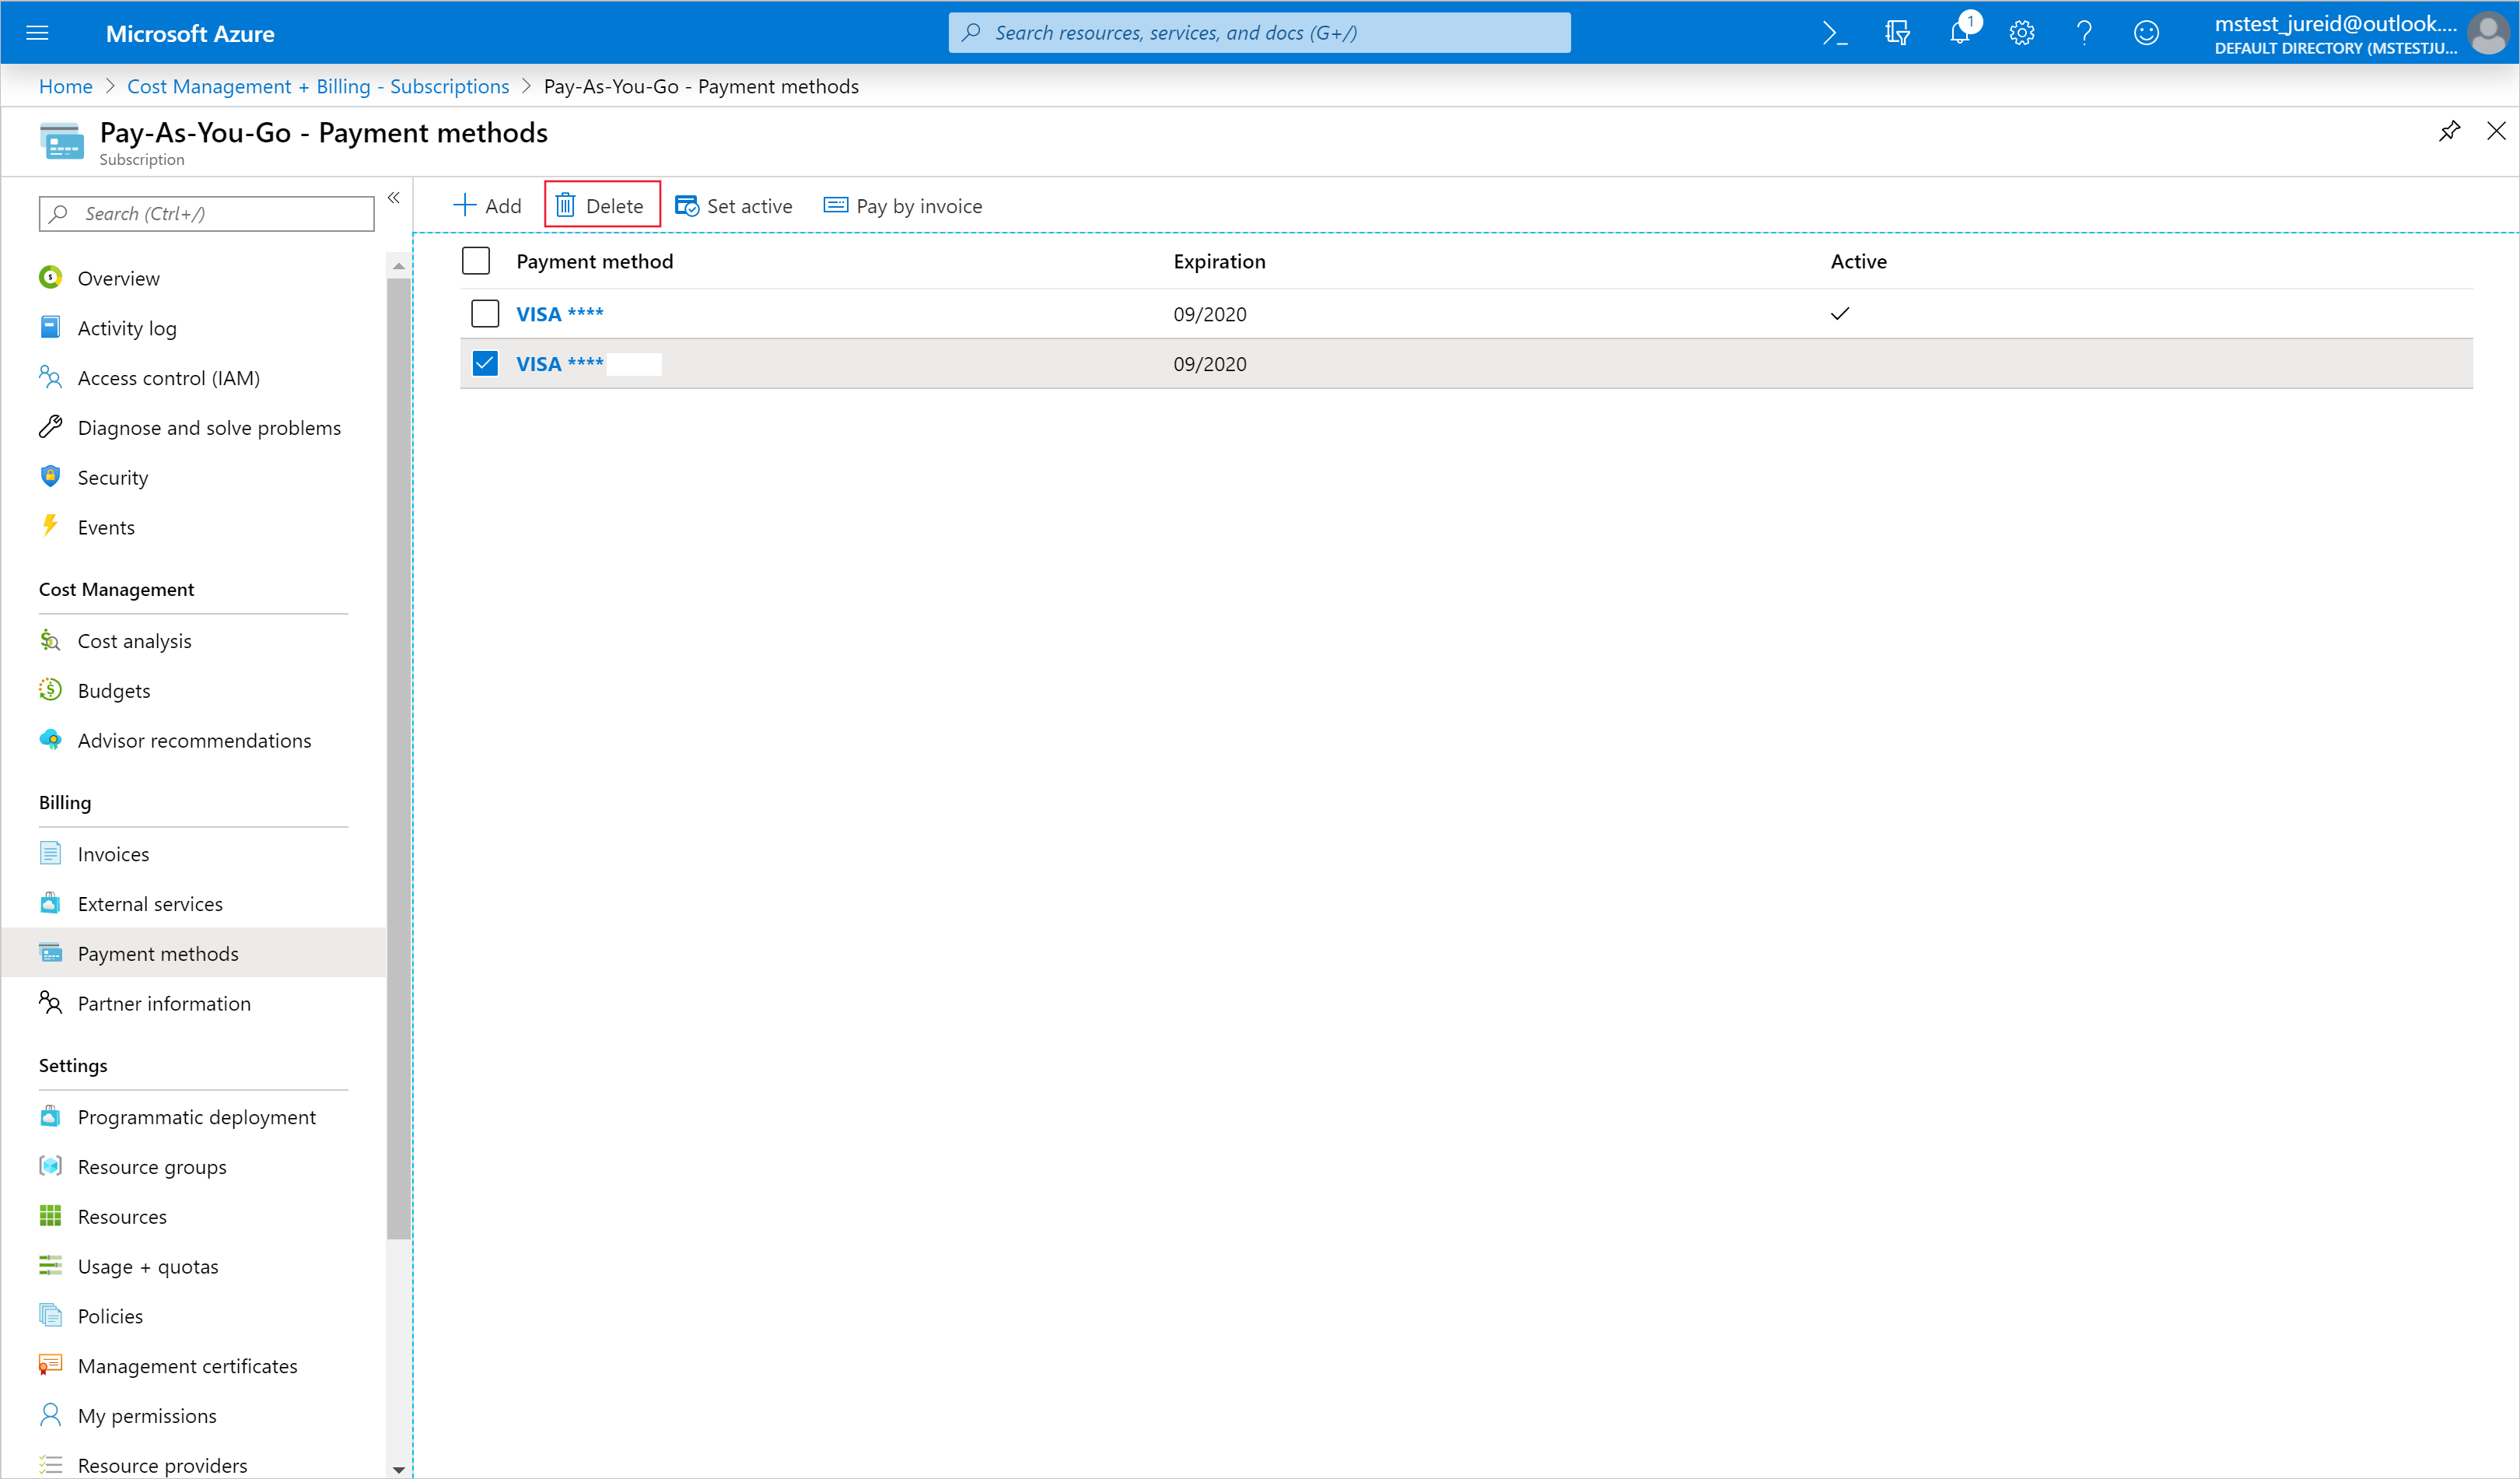 Microsoft Azure
Search resources, services, and docs (G+/)
1
mstest_jureid@outlook....
DEFAULT DIRECTORY (MSTESTJU...
Home > Cost Management + Billing - Subscriptions > Pay-As-You-Go - Payment methods
Pay-As-You-Go - Payment methods
Subscription
Search (Ctrl+/)
«
Overview
Activity log
Access control (IAM)
Diagnose and solve problems
Security
Events
Cost Management
Cost analysis
Budgets
Advisor recommendations
Billing
Invoices
External services
Payment methods
Partner information
Settings
Programmatic deployment
Resource groups
Resources
Usage + quotas
Policies
Management certificates
My permissions
Resource providers
Add Delete Set active Pay by invoice
Payment method Expiration Active
VISA **** 09/2020
VISA **** 09/2020